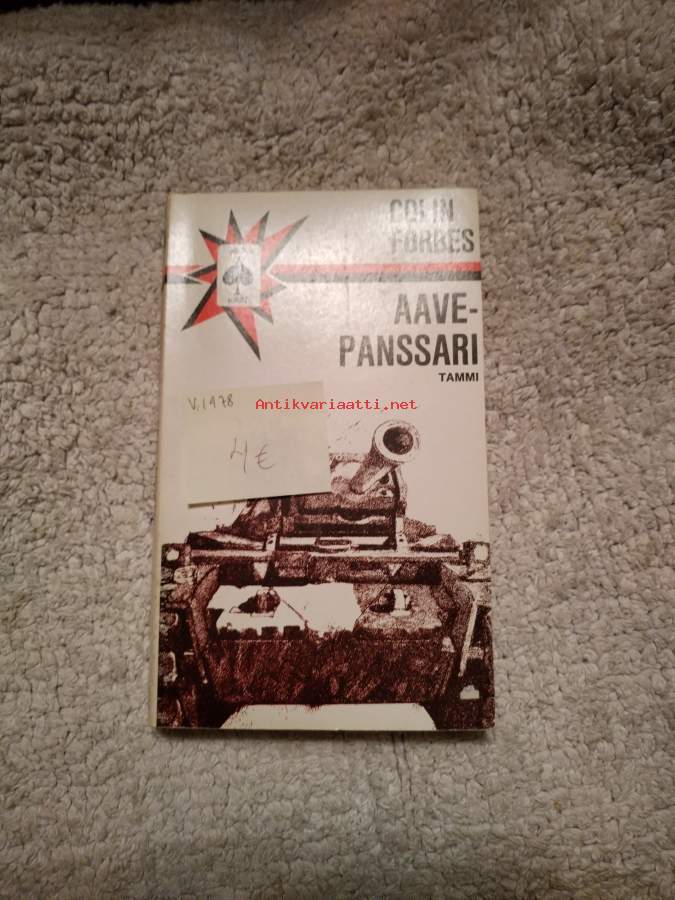 COLIN
FORBES
AAVE-
PANSSARI
TAMMI
V. 1978
Antikvariaatti.net
4 €